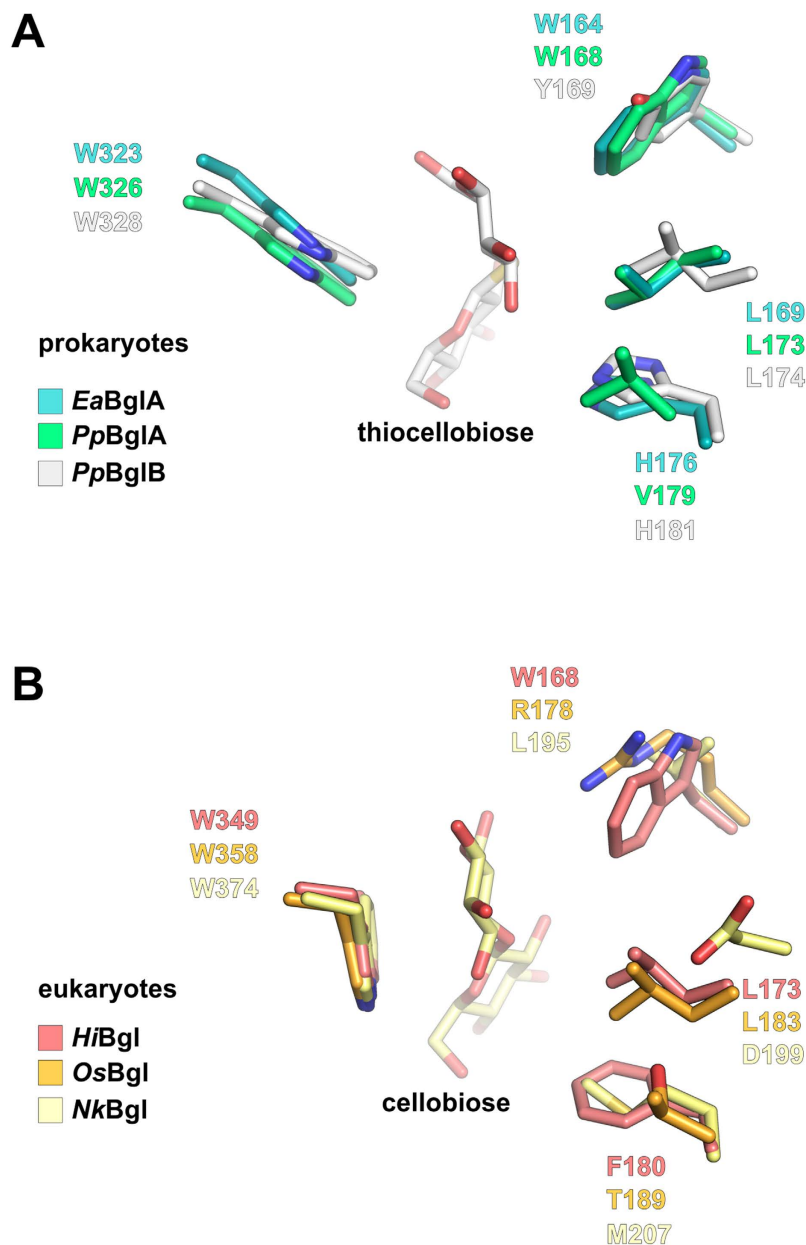 A
W164
W168
Y169
W323
W326
W328
L169
L173
L174
prokaryotes
EaBglA
PpBglA
PpBglB
thiocellobiose
H176
V179
H181
B
W168
R178
L195
W349
W358
W374
L173
L183
D199
eukaryotes
HiBgl
OsBgl
NkBgl
cellobiose
F180
T189
M207